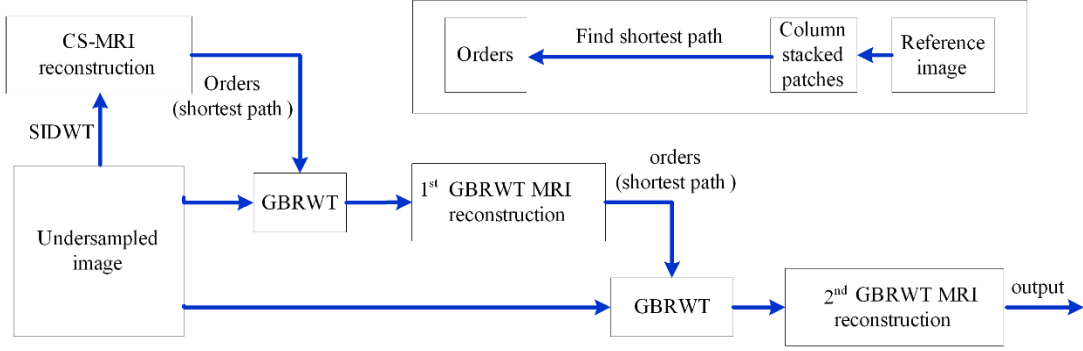 CS-MRI
reconstruction
Orders
(shortest path )
SIDWT
Orders
Find shortest path
Column
stacked
patches
Reference
image
Undersampled
image
GBRWT
1st GBRWT MRI
reconstruction
orders
(shortest path )
GBRWT
2nd GBRWT MRI
reconstruction
output